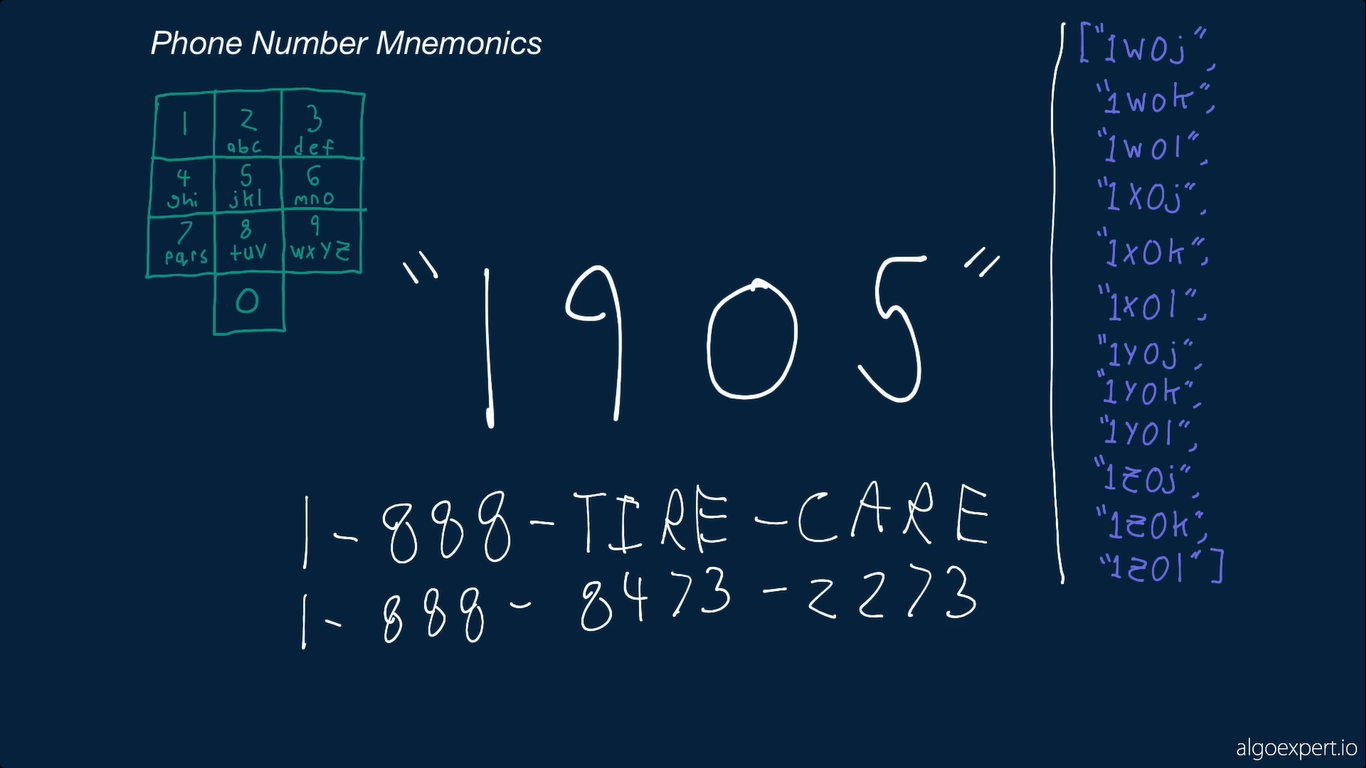 Phone Number Mnemonics
1 2 3
abc def
4 5 6
ghi jkl mno
7 8 9
pqrs tuv wxyz
0
"1905"
1-888-TIRE-CARE
1-888-8473-2273
["1w0j",
"1w0k",
"1w0l",
"1x0j",
"1x0k",
"1x0l",
"1y0j",
"1y0k",
"1y0l",
"1z0j",
"1z0k",
"1z0l"]
algoexpert.io